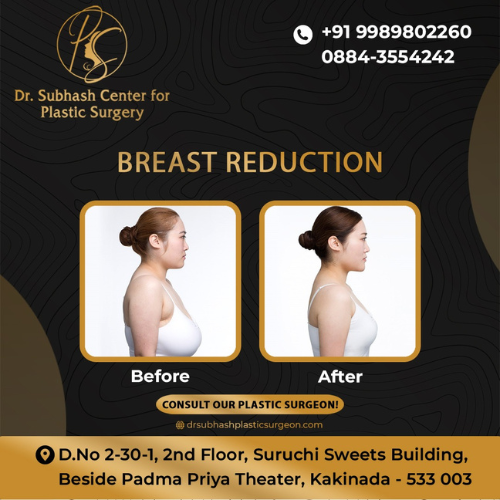 +91 9989802260
0884-3554242
Dr. Subhash Center for
Plastic Surgery
BREAST REDUCTION
Before
After
CONSULT OUR PLASTIC SURGEON!
drsubhashplasticsurgeon.com
D.No 2-30-1, 2nd Floor, Suruchi Sweets Building,
Beside Padma Priya Theater, Kakinada - 533 003